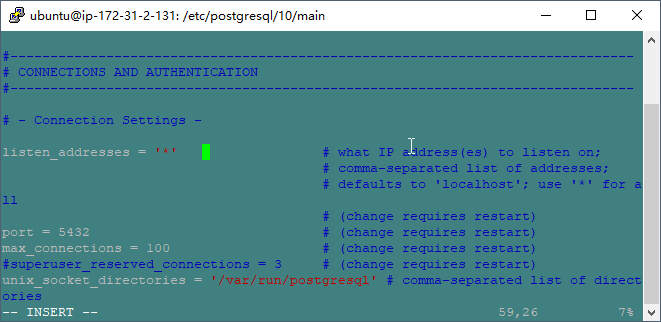 ubuntu@ip-172-31-2-131: /etc/postgresql/10/main
#------------------------------------------------------------------------------
# CONNECTIONS AND AUTHENTICATION
#------------------------------------------------------------------------------
# - Connection Settings -
listen_addresses = '*' # what IP address(es) to listen on;
# comma-separated list of addresses;
# defaults to 'localhost'; use '*' for a
ll
# (change requires restart)
port = 5432 # (change requires restart)
max_connections = 100 # (change requires restart)
#superuser_reserved_connections = 3 # (change requires restart)
unix_socket_directories = '/var/run/postgresql' # comma-separated list of direct
ories
-- INSERT -- 59,26 7%